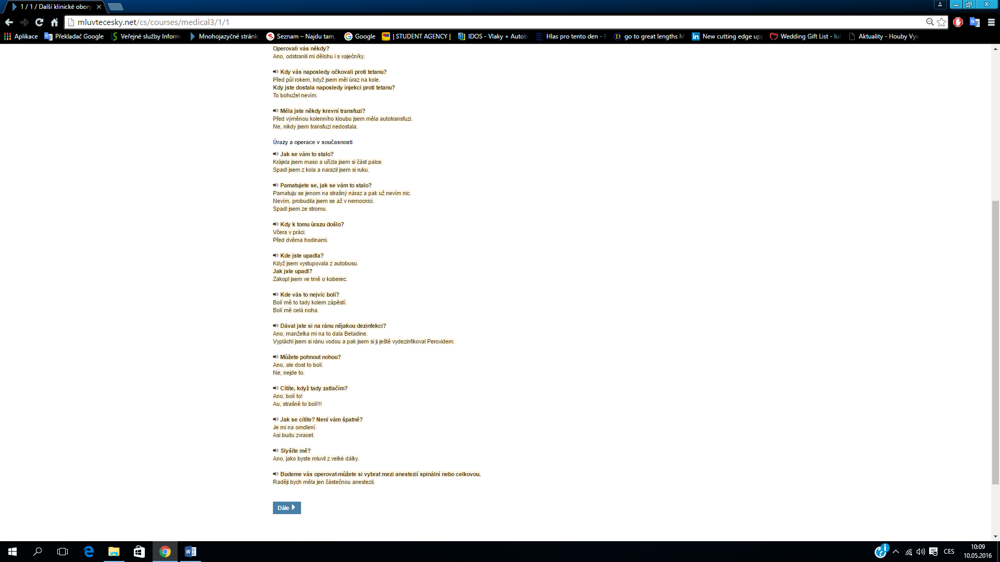 1 / 1 / Další klinické obory
mluvtecesky.net/cs/courses/medical3/1/1
Aplikace
Překladač Google
Veřejné služby Inform
Mnohojazyčné stránk
Seznam – Najdu tam,
Google
| STUDENT AGENCY |
IDOS - Vlaky + Autob
Hlas pro tento den -
go to great lengths
New cutting edge upp
Wedding Gift List -
Aktuality - Houby Vys
Operovali vás někdy?
Ano, odstranili mi dělohu i s vaječníky.
Kdy vás naposledy očkovali proti tetanu?
Před půl rokem, když jsem měl úraz na kole.
Kdy jste dostala naposledy injekci proti tetanu?
To bohužel nevím.
Měla jste někdy krevní transfuzi?
Před výměnou kolenního kloubu jsem měla autotransfuzi.
Ne, nikdy jsem transfuzi nedostala.
Úrazy a operace v současnosti
Jak se vám to stalo?
Krájela jsem maso a uřízla jsem si část palce.
Spadl jsem z kola a narazil jsem si ruku.
Pamatujete se, jak se vám to stalo?
Pamatuju se jenom na strašný náraz a pak už nevím nic.
Nevím, probudila jsem se až v nemocnici.
Spadl jsem ze stromu.
Kdy k tomu úrazu došlo?
Včera v práci.
Před dvěma hodinami.
Kde jste upadla?
Když jsem vystupovala z autobusu.
Jak jste upadl?
Zakopl jsem ve tmě o koberec.
Kde vás to nejvíc bolí?
Bolí mě to tady kolem zápěstí.
Bolí mě celá noha.
Dával jste si na ránu nějakou dezinfekci?
Ano, manželka mi na to dala Betadine.
Vypláchl jsem si ránu vodou a pak jsem si ji ještě vydezinfikoval Peroxidem.
Můžete pohnout nohou?
Ano, ale dost to bolí.
Ne, nejde to.
Cítíte, když tady zatlačím?
Ano, bolí to!
Au, strašně to bolí!!!
Jak se cítíte? Není vám špatně?
Je mi na omdlení.
Asi budu zvracet.
Slyšíte mě?
Ano, jako byste mluvil z velké dálky.
Budeme vás operovat-můžete si vybrat mezi anestezií spinální nebo celkovou.
Raději bych měla jen částečnou anestezii.
Dále
CES
10:09
10.05.2016